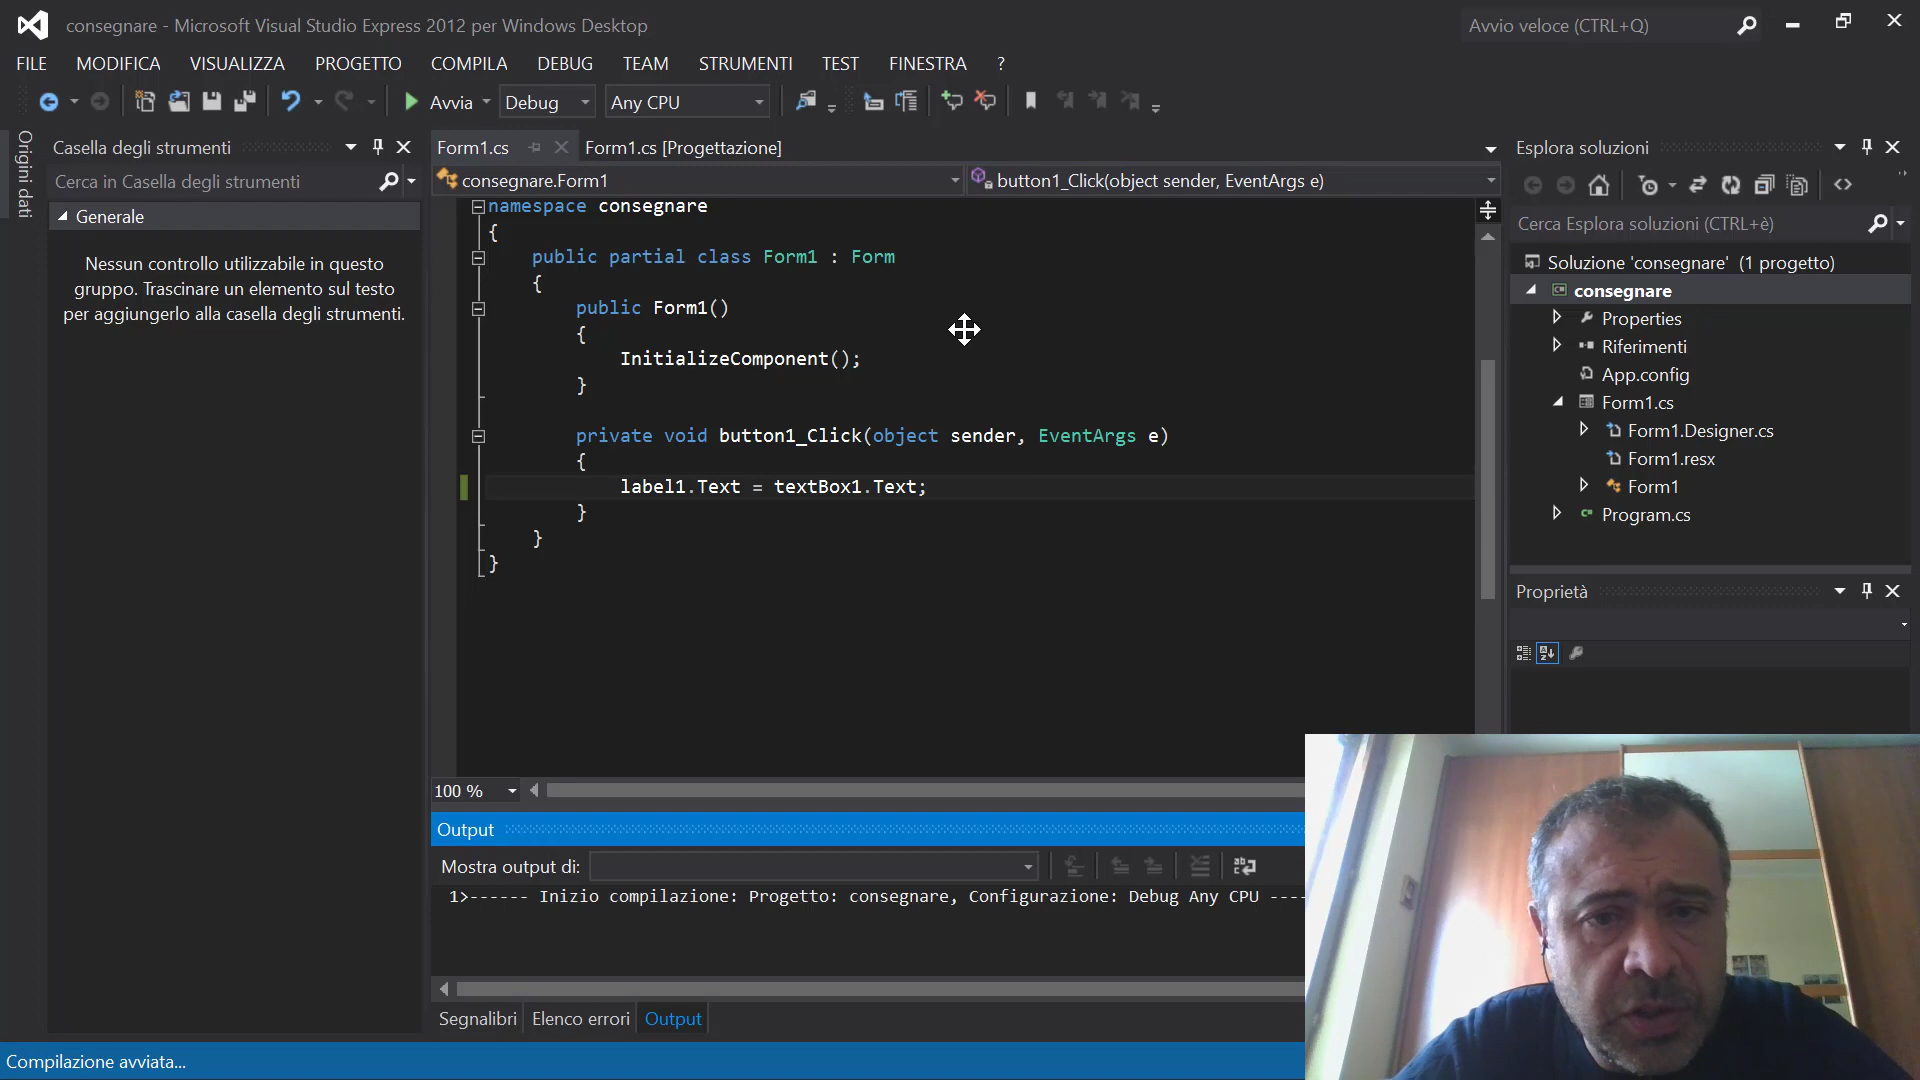 consegnare - Microsoft Visual Studio Express 2012 per Windows Desktop
Avvio veloce (CTRL+Q)
FILE MODIFICA VISUALIZZA PROGETTO COMPILA DEBUG TEAM STRUMENTI TEST FINESTRA ?
Avvia Debug Any CPU
Origini dati
Casella degli strumenti
Cerca in Casella degli strumenti
Generale
Nessun controllo utilizzabile in questo
gruppo. Trascinare un elemento sul testo
per aggiungerlo alla casella degli strumenti.
Form1.cs Form1.cs [Progettazione]
consegnare.Form1 button1_Click(object sender, EventArgs e)
namespace consegnare
{
public partial class Form1 : Form
{
public Form1()
{
InitializeComponent();
}
private void button1_Click(object sender, EventArgs e)
{
label1.Text = textBox1.Text;
}
}
}
100 %
Output
Mostra output di:
1>------ Inizio compilazione: Progetto: consegnare, Configurazione: Debug Any CPU ----
Segnalibri Elenco errori Output
Esplora soluzioni
Cerca Esplora soluzioni (CTRL+è)
Soluzione 'consegnare' (1 progetto)
consegnare
Properties
Riferimenti
App.config
Form1.cs
Form1.Designer.cs
Form1.resx
Form1
Program.cs
Proprietà
Compilazione avviata...